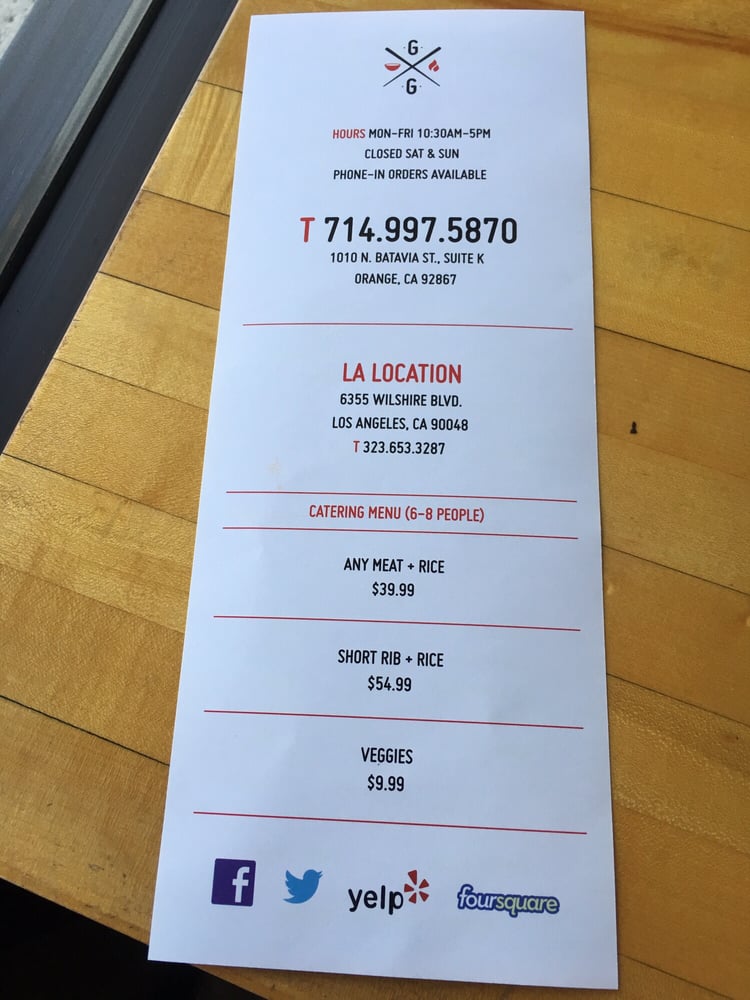 G
G
HOURS MON-FRI 10:30AM-5PM
CLOSED SAT & SUN
PHONE-IN ORDERS AVAILABLE
T 714.997.5870
1010 N. BATAVIA ST., SUITE K
ORANGE, CA 92867
LA LOCATION
6355 WILSHIRE BLVD.
LOS ANGELES, CA 90048
T 323.653.3287
CATERING MENU (6-8 PEOPLE)
ANY MEAT + RICE
$39.99
SHORT RIB + RICE
$54.99
VEGGIES
$9.99
f yelp foursquare